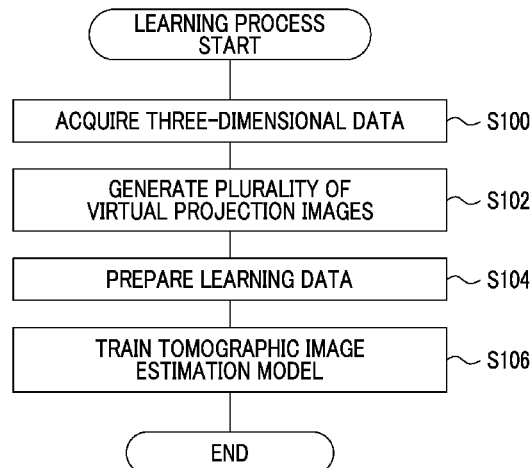 LEARNING PROCESS
START
ACQUIRE THREE-DIMENSIONAL DATA
S100
GENERATE PLURALITY OF
VIRTUAL PROJECTION IMAGES
S102
PREPARE LEARNING DATA
S104
TRAIN TOMOGRAPHIC IMAGE
ESTIMATION MODEL
S106
END